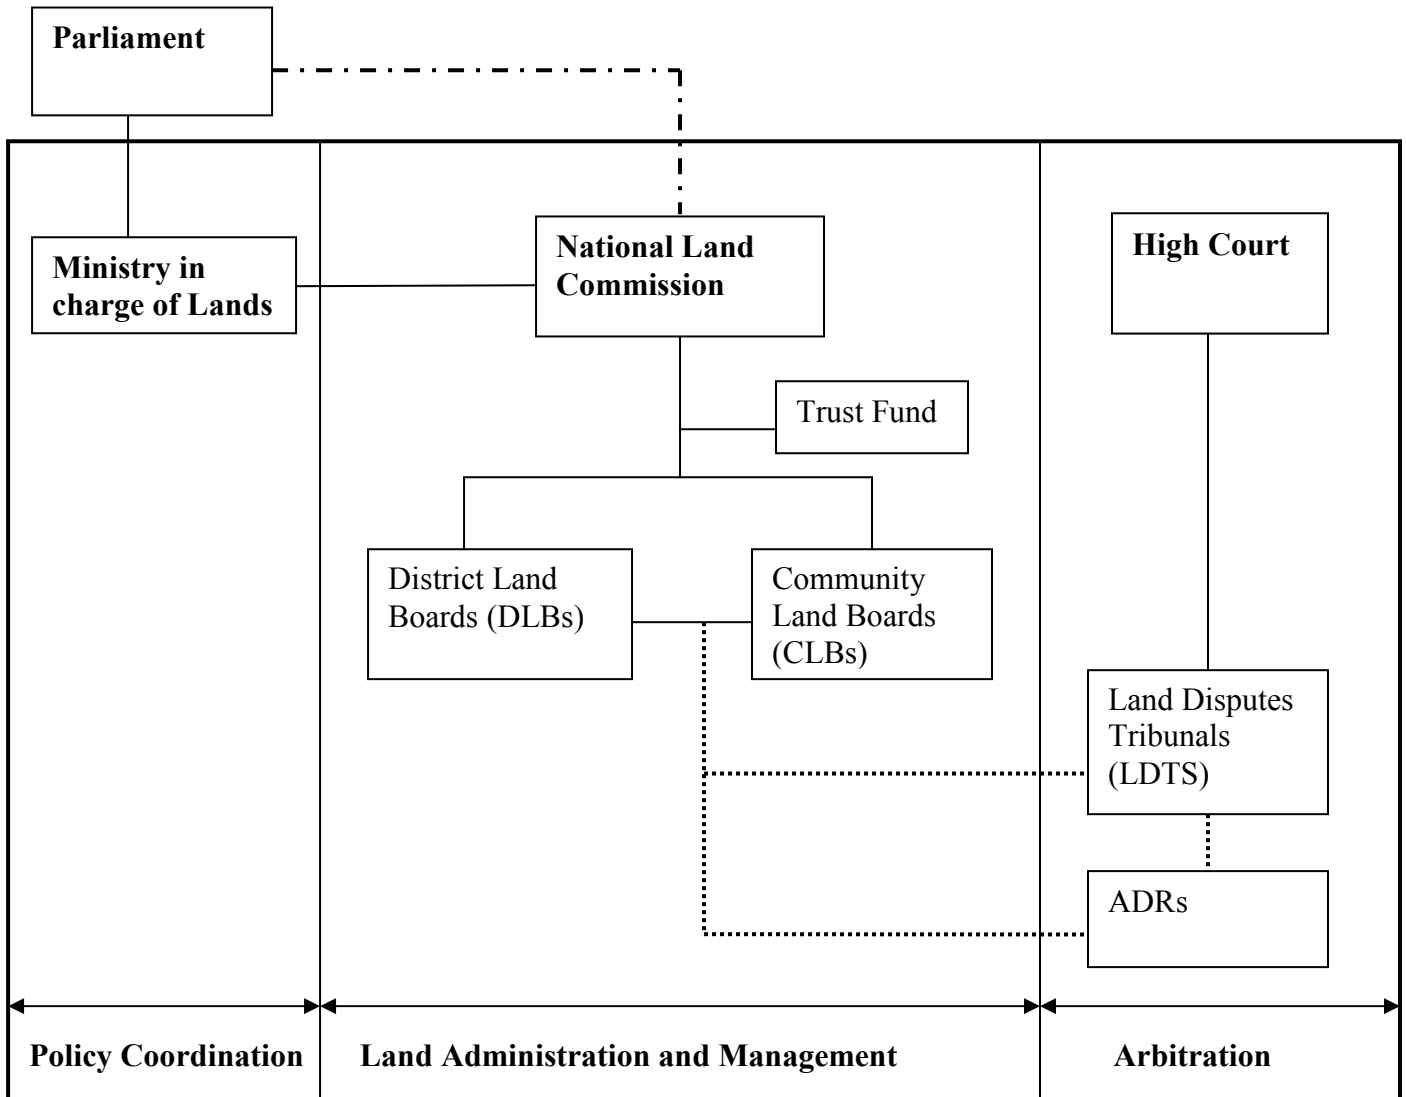 Parliament
Ministry in
charge of Lands
National Land
Commission
High Court
Trust Fund
District Land
Boards (DLBs)
Community
Land Boards
(CLBs)
Land Disputes
Tribunals
(LDTS)
ADRs
Policy Coordination
Land Administration and Management
Arbitration